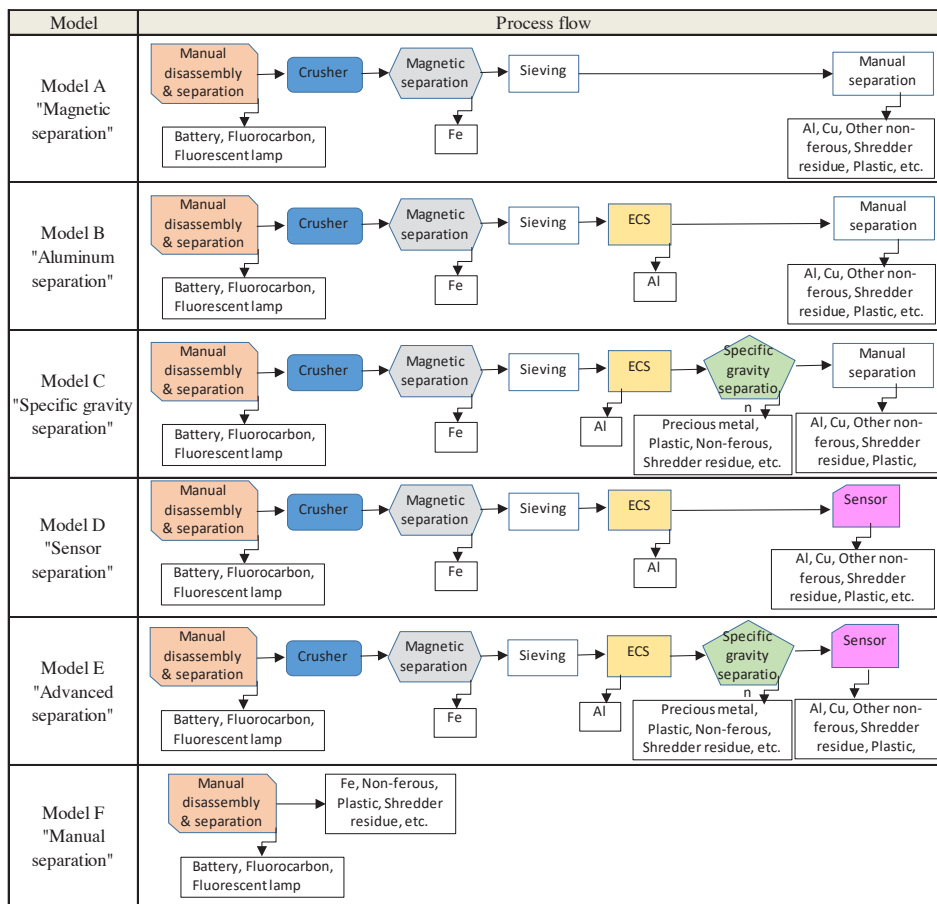 Model
Process flow
Model A
"Magnetic
separation"
Manual
disassembly
& separation
Crusher
Magnetic
separation
Sieving
Manual
separation
Battery, Fluorocarbon,
Fluorescent lamp
Fe
Al, Cu, Other non-
ferous, Shredder
residue, Plastic, etc.
Model B
"Aluminum
separation"
Manual
disassembly
& separation
Crusher
Magnetic
separation
Sieving
ECS
Manual
separation
Battery, Fluorocarbon,
Fluorescent lamp
Fe
Al
Al, Cu, Other non-
ferous, Shredder
residue, Plastic, etc.
Model C
"Specific gravity
separation"
Manual
disassembly
& separation
Crusher
Magnetic
separation
Sieving
ECS
Specific
gravity
separatio
n
Manual
separation
Battery, Fluorocarbon,
Fluorescent lamp
Fe
Al
Precious metal,
Plastic, Non-ferous,
Shredder residue, etc.
Al, Cu, Other non-
ferous, Shredder
residue, Plastic,
Model D
"Sensor
separation"
Manual
disassembly
& separation
Crusher
Magnetic
separation
Sieving
ECS
Sensor
Battery, Fluorocarbon,
Fluorescent lamp
Fe
Al
Al, Cu, Other non-
ferous, Shredder
residue, Plastic, etc.
Model E
"Advanced
separation"
Manual
disassembly
& separation
Crusher
Magnetic
separation
Sieving
ECS
Specific
gravity
separatio
n
Sensor
Battery, Fluorocarbon,
Fluorescent lamp
Fe
Al
Precious metal,
Plastic, Non-ferous,
Shredder residue, etc.
Al, Cu, Other non-
ferous, Shredder
residue, Plastic,
Model F
"Manual
separation"
Manual
disassembly
& separation
Fe, Non-ferous,
Plastic, Shredder
residue, etc.
Battery, Fluorocarbon,
Fluorescent lamp